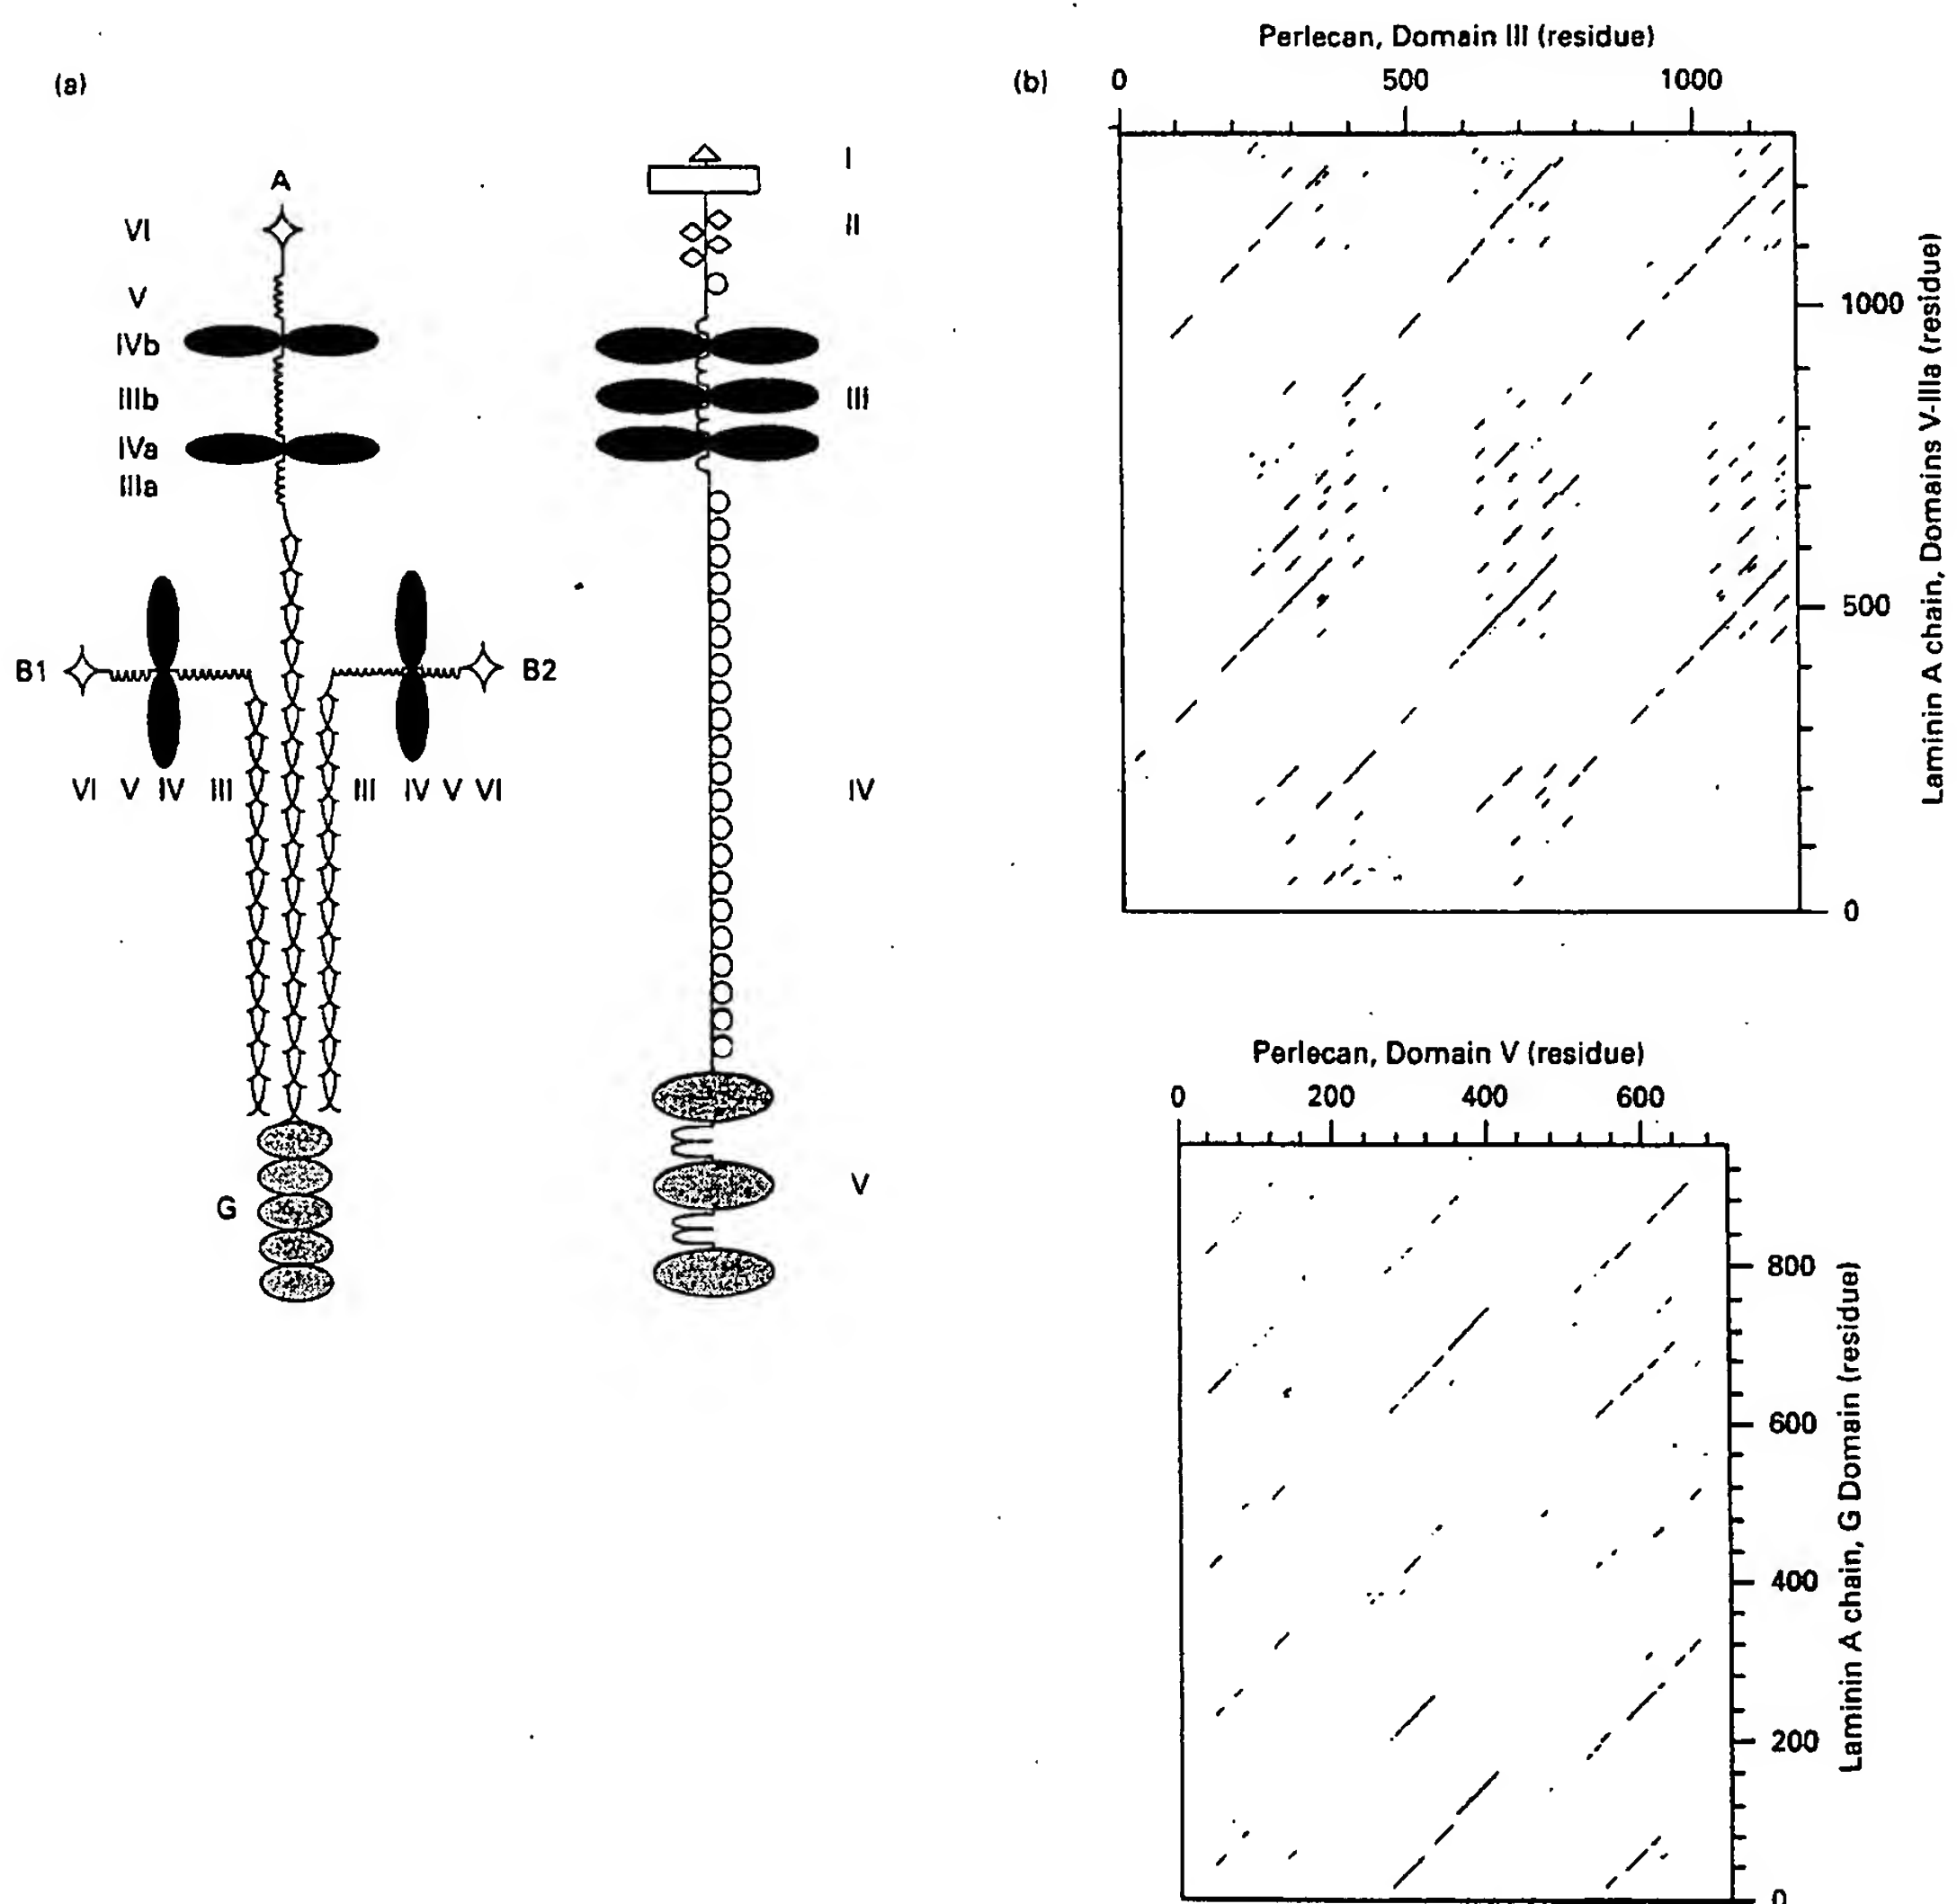 (a)
A
VI
V
IVb
IIIb
IVa
IIIa
B1
B2
VI V IV III
III IV V VI
G
I
II
III
IV
V
(b)
Perlecan, Domain III (residue)
0 500 1000
1000
500
0
Laminin A chain, Domains V-IIIa (residue)
Perlecan, Domain V (residue)
0 200 400 600
800
600
400
200
0
Laminin A chain, G Domain (residue)